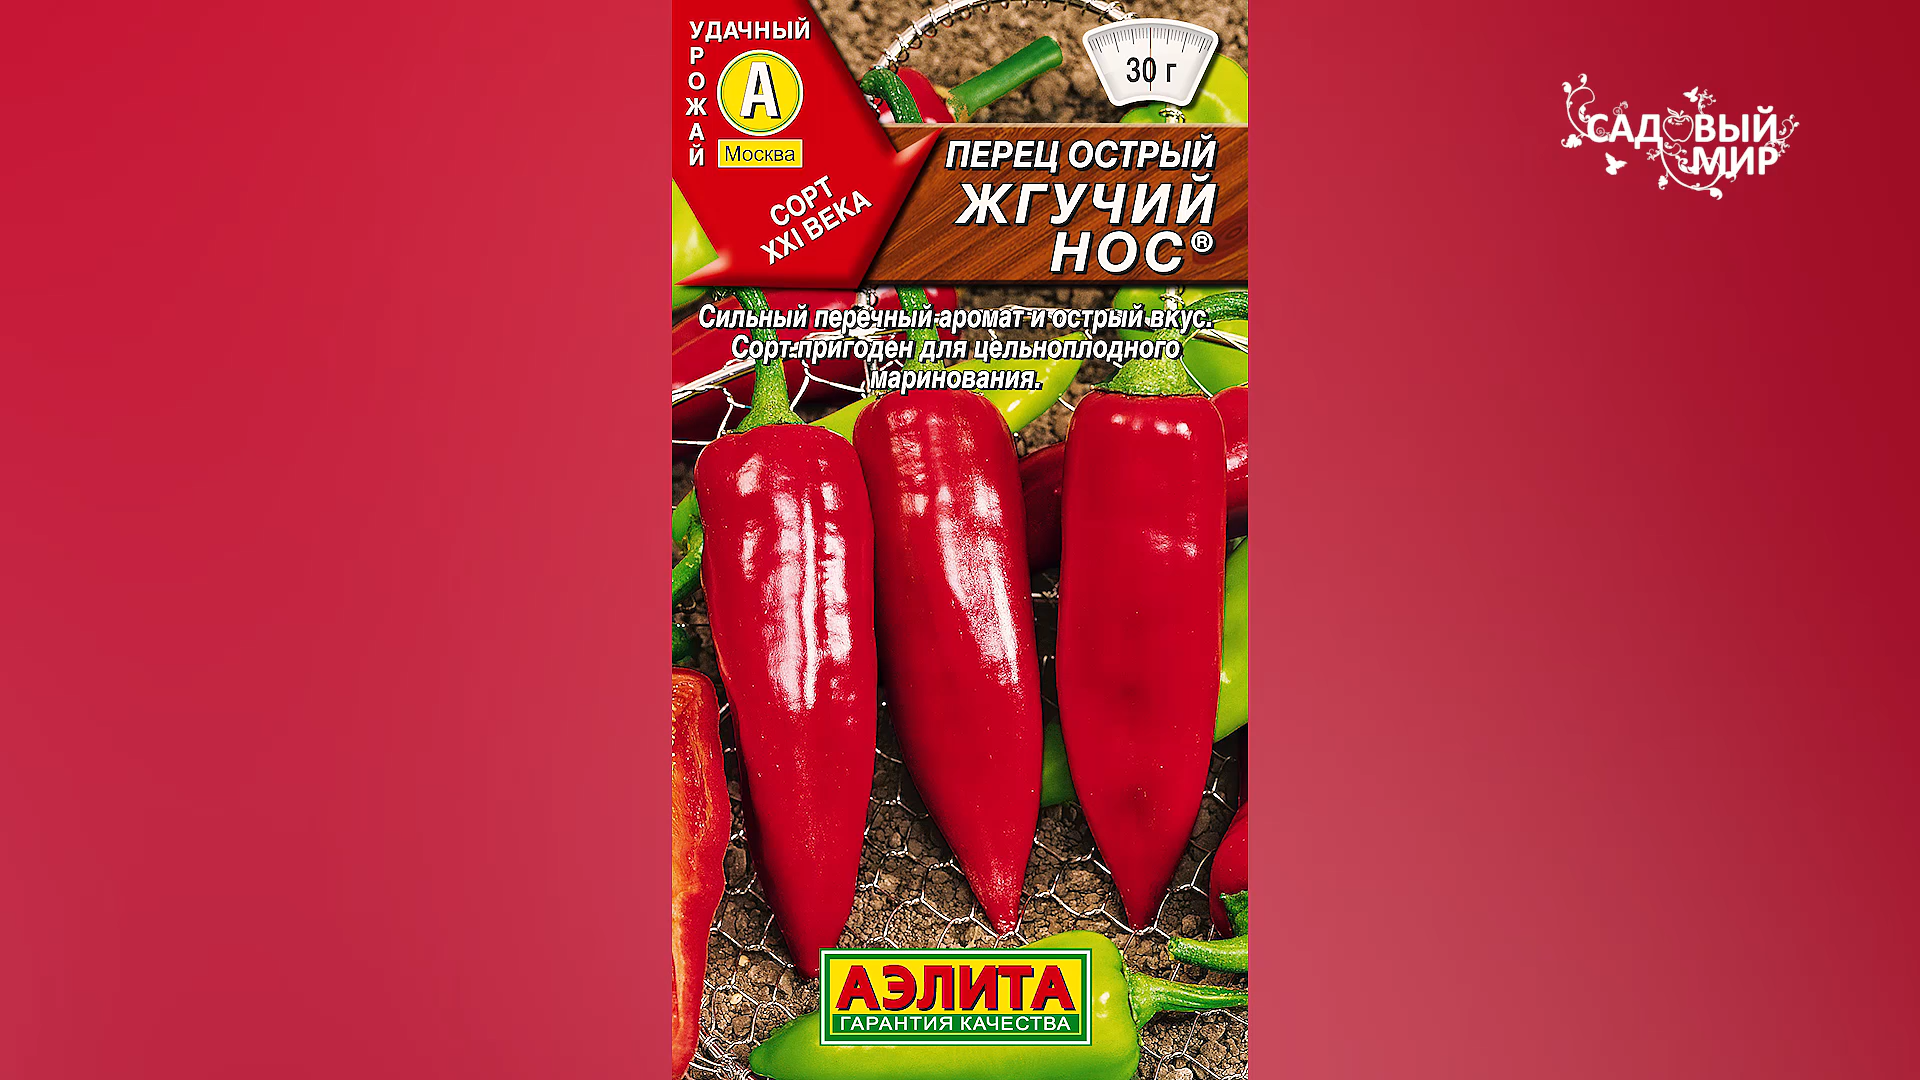 УДАЧНЫЙ
УРОЖАЙ
А
Москва
СОРТ
XXI ВЕКА
30 г
ПЕРЕЦ ОСТРЫЙ
ЖГУЧИЙ
НОС®
Сильный перечный аромат и острый вкус.
Сорт пригоден для цельноплодного
маринования.
АЭЛИТА
ГАРАНТИЯ КАЧЕСТВА
САДОВЫЙ
МИР